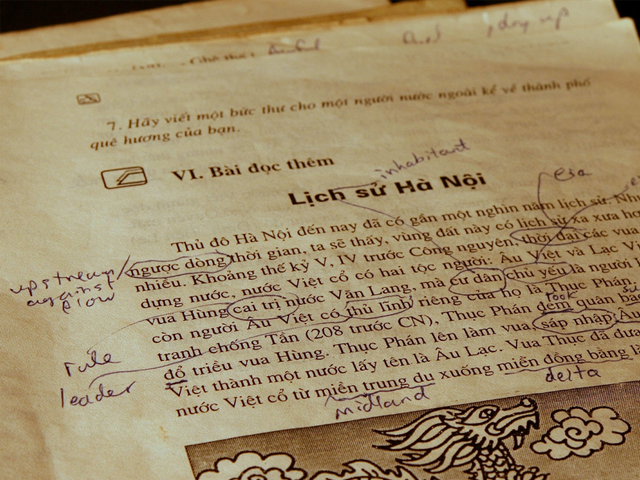 dry up
7. Hãy viết một bức thư cho một người nước ngoài kể về thành phố
quê hương của bạn.
VI. Bài đọc thêm
inhabitant
Lịch sử Hà Nội
era
Thủ đô Hà Nội đến nay đã có gần một nghìn năm lịch sử.
ngược dòng thời gian, ta sẽ thấy, vùng đất này có lịch sử xa xưa
upstream
against
flow
nhiều. Khoảng thế kỷ V, IV trước Công nguyên, thời đại các vua
dựng nước, nước Việt cổ có hai tộc người: Âu Việt và Lạc
vua Hùng cai trị nước Văn Lang, mà cư dân chủ yếu là người
còn người Âu Việt có thủ lĩnh riêng của họ là Thục Phán.
rule
took
tranh chống Tần (208 trước CN), Thục Phán đem quân
leader
đổ triều vua Hùng. Thục Phán lên làm vua, sáp nhập Âu
Việt thành một nước lấy tên là Âu Lạc. Vua Thục đã
nước Việt cổ từ miền trung du xuống miền đồng bằng
midland
delta